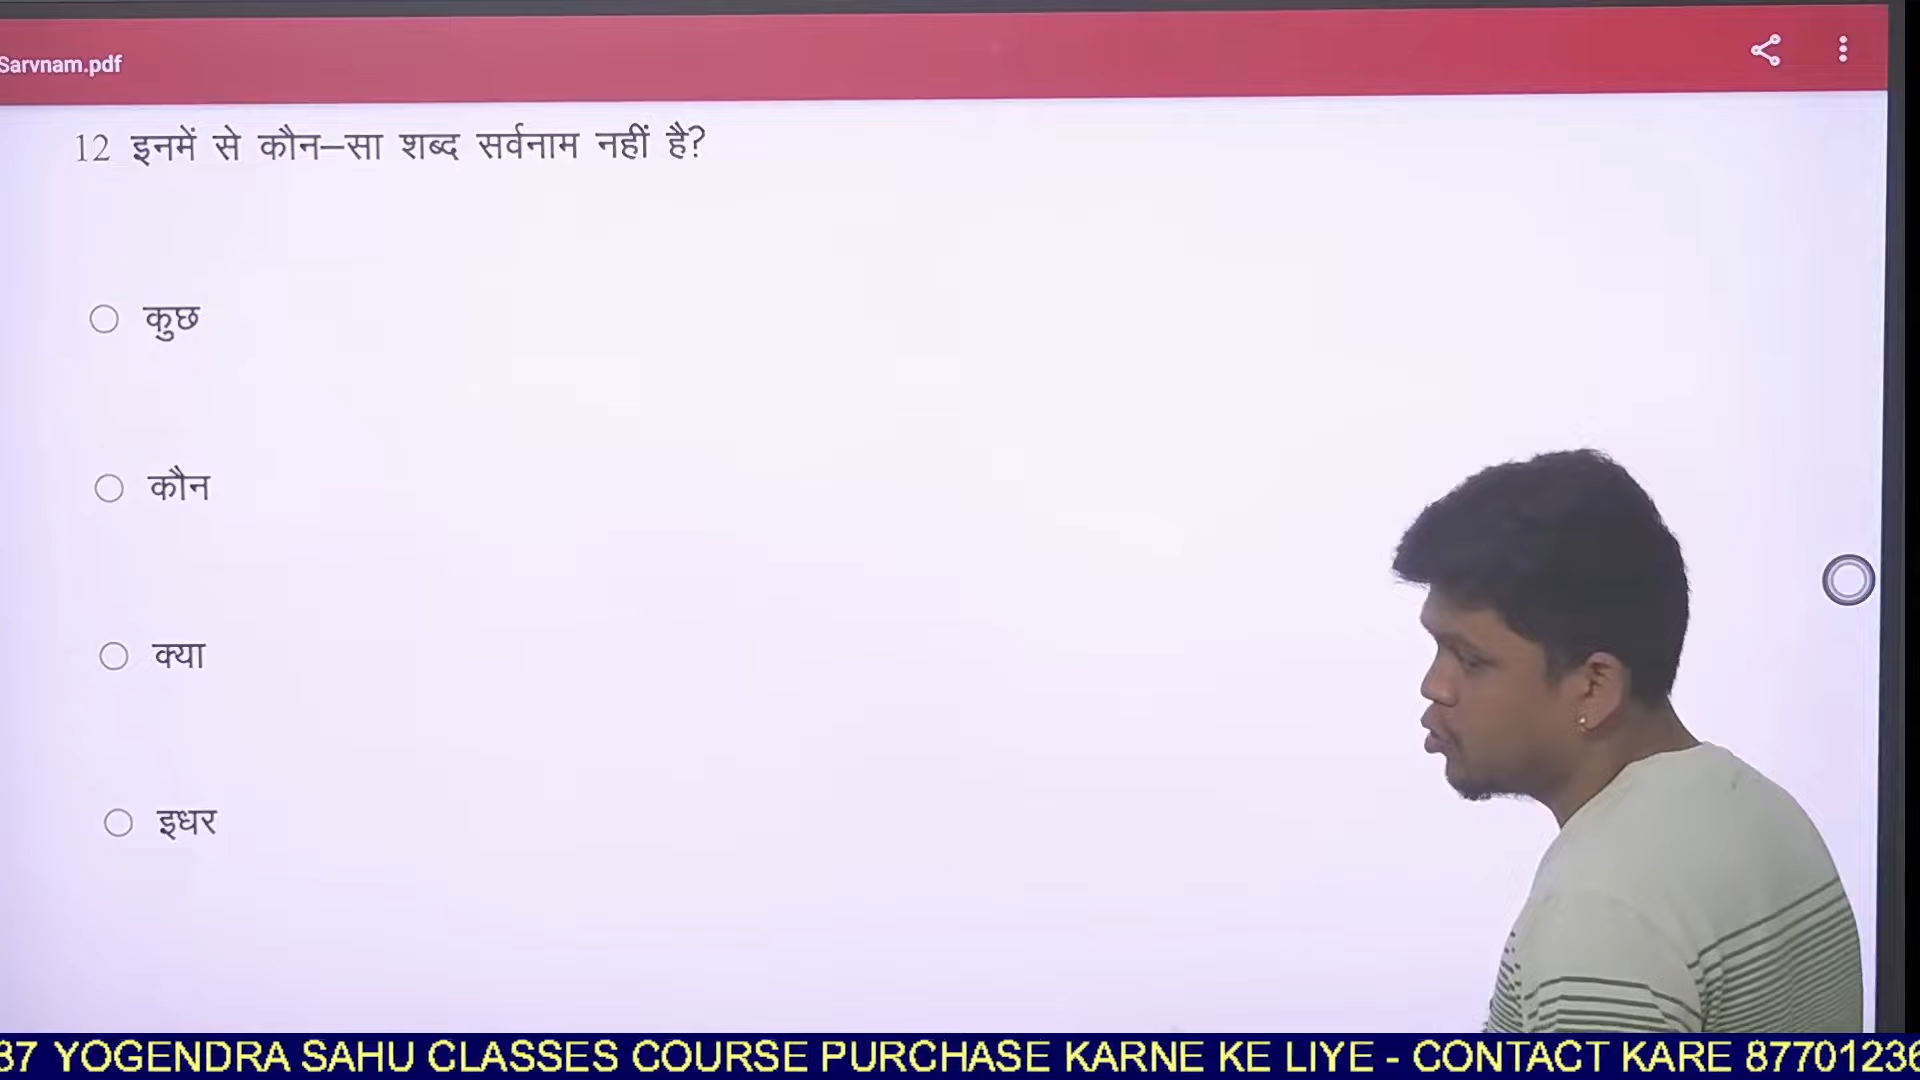 Sarvnam.pdf
12 इनमें से कौन–सा शब्द सर्वनाम नहीं है?
कुछ
कौन
क्या
इधर
37 YOGENDRA SAHU CLASSES COURSE PURCHASE KARNE KE LIYE - CONTACT KARE 87701236